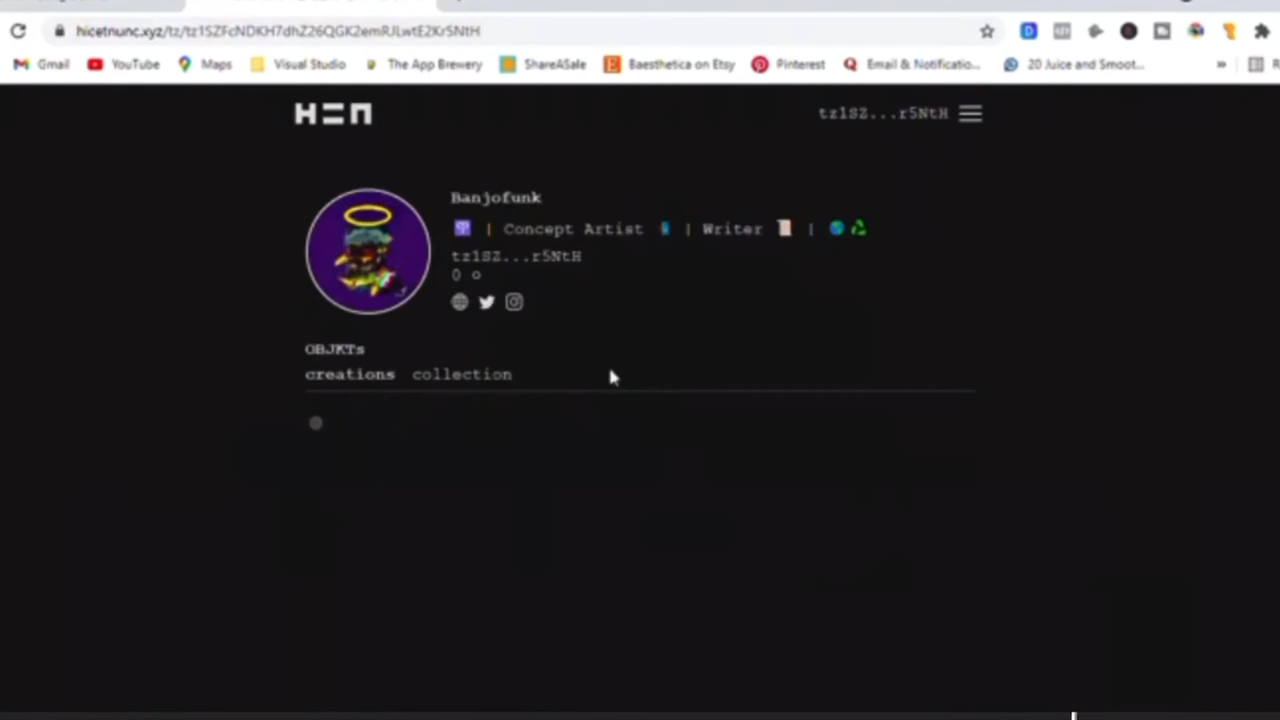 hicetnunc.xyz/tz/tz1SZFcNDKH7dhZ26QGK2emRJLwtE2Kr5NtH
Gmail YouTube Maps Visual Studio The App Brewery ShareASale Baesthetica on Etsy Pinterest Email & Notificatio... 20 Juice and Smoot... »
H=N tz1SZ...r5NtH
Banjofunk
| Concept Artist | Writer |
tz1SZ...r5NtH
0 o
OBJKTs
creations collection